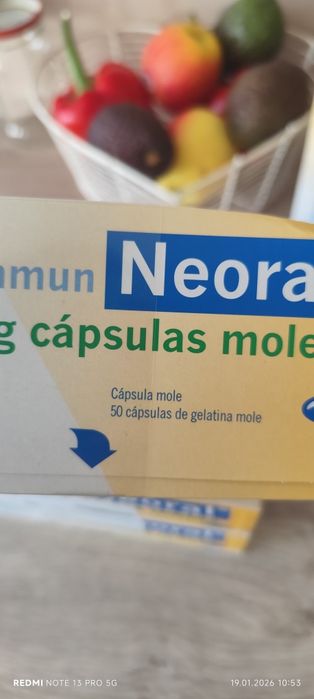 mmun Neora
g cápsulas mole
Cápsula mole
50 cápsulas de gelatina mole
REDMI NOTE 13 PRO 5G
19.01.2026 10:53